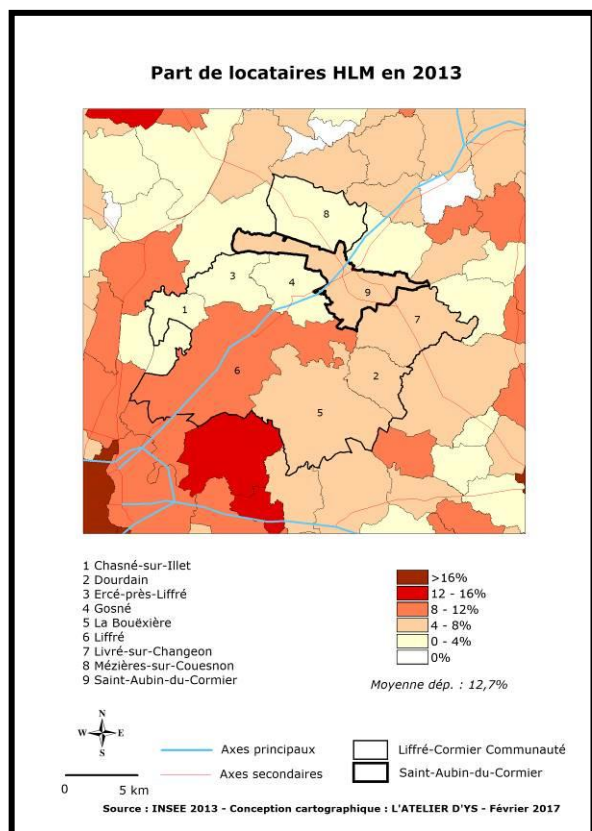 Part de locataires HLM en 2013
8
3
4
1
9
7
6
2
5
1 Chasné-sur-Illet
2 Dourdain
3 Ercé-près-Liffré
4 Gosné
5 La Bouëxière
6 Liffré
7 Livré-sur-Changeon
8 Mézières-sur-Couesnon
9 Saint-Aubin-du-Cormier
>16%
12 - 16%
8 - 12%
4 - 8%
0 - 4%
0%
Moyenne dép. : 12,7%
N
W E
S
0 5 km
Axes principaux
Axes secondaires
Liffré-Cormier Communauté
Saint-Aubin-du-Cormier
Source : INSEE 2013 - Conception cartographique : L'ATELIER D'YS - Février 2017